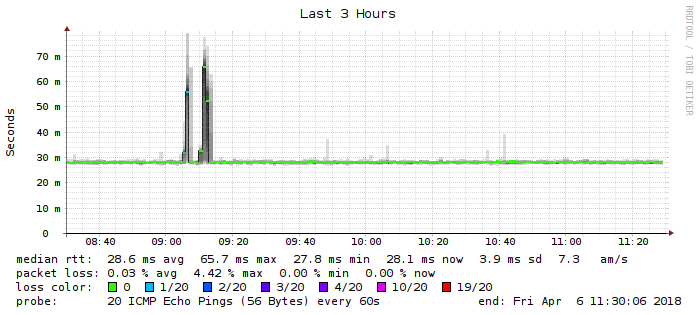 Last 3 Hours
RRDTOOL / TOBI OETIKER
Seconds
70 m
60 m
50 m
40 m
30 m
20 m
10 m
0
08:40 09:00 09:20 09:40 10:00 10:20 10:40 11:00 11:20
median rtt: 28.6 ms avg 65.7 ms max 27.8 ms min 28.1 ms now 3.9 ms sd 7.3 am/s
packet loss: 0.03 % avg 4.42 % max 0.00 % min 0.00 % now
loss color: 0 1/20 2/20 3/20 4/20 10/20 19/20
probe: 20 ICMP Echo Pings (56 Bytes) every 60s end: Fri Apr 6 11:30:06 2018